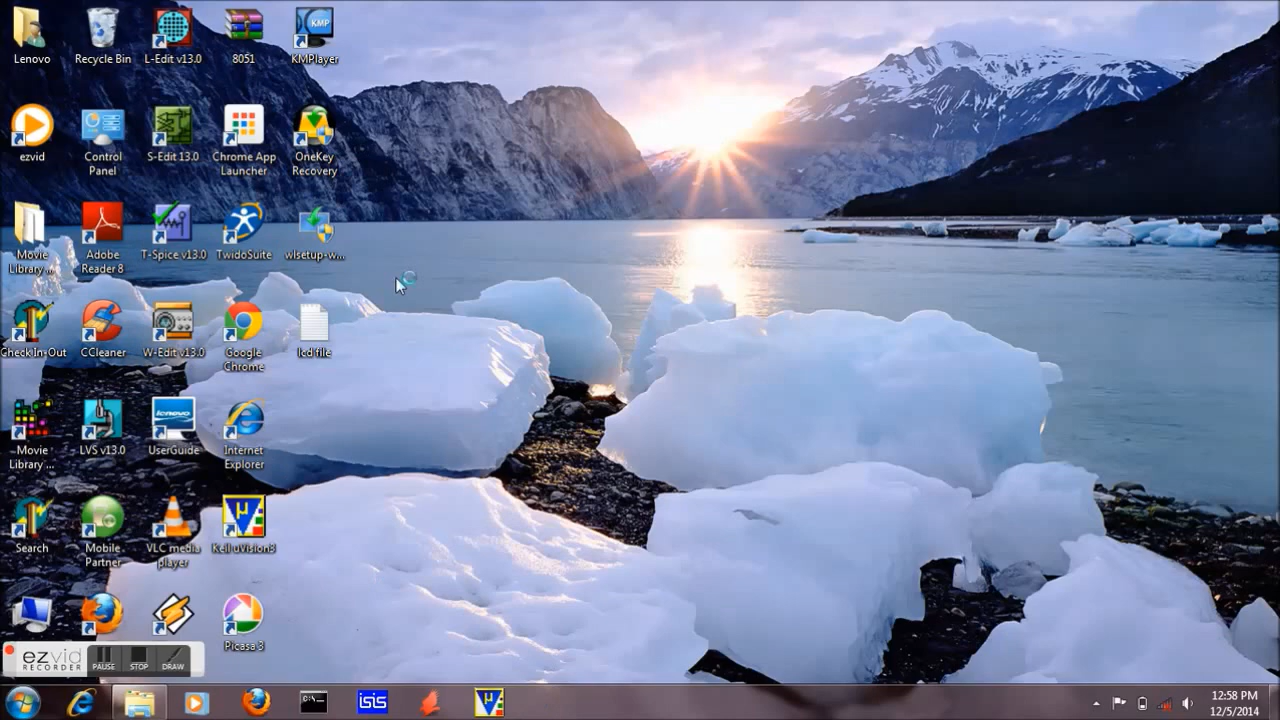 KMP
Lenovo
Recycle Bin
L-Edit v13.0
8051
KMPlayer
ezvid
Control
Panel
S-Edit 13.0
Chrome App
Launcher
OneKey
Recovery
Movie
Library ...
Adobe
Reader 8
T-Spice v13.0
TwidoSuite
wlsetup-w...
Check In-Out
CCleaner
W-Edit v13.0
Google
Chrome
lcd file
lenovo
Movie
Library ...
LVS v13.0
UserGuide
Internet
Explorer
Search
Mobile
Partner
VLC media
player
Keil uVision3
Picasa 3
ezvid
RECORDER
PAUSE
STOP
DRAW
C:\_
isis
µ
12:58 PM
12/5/2014